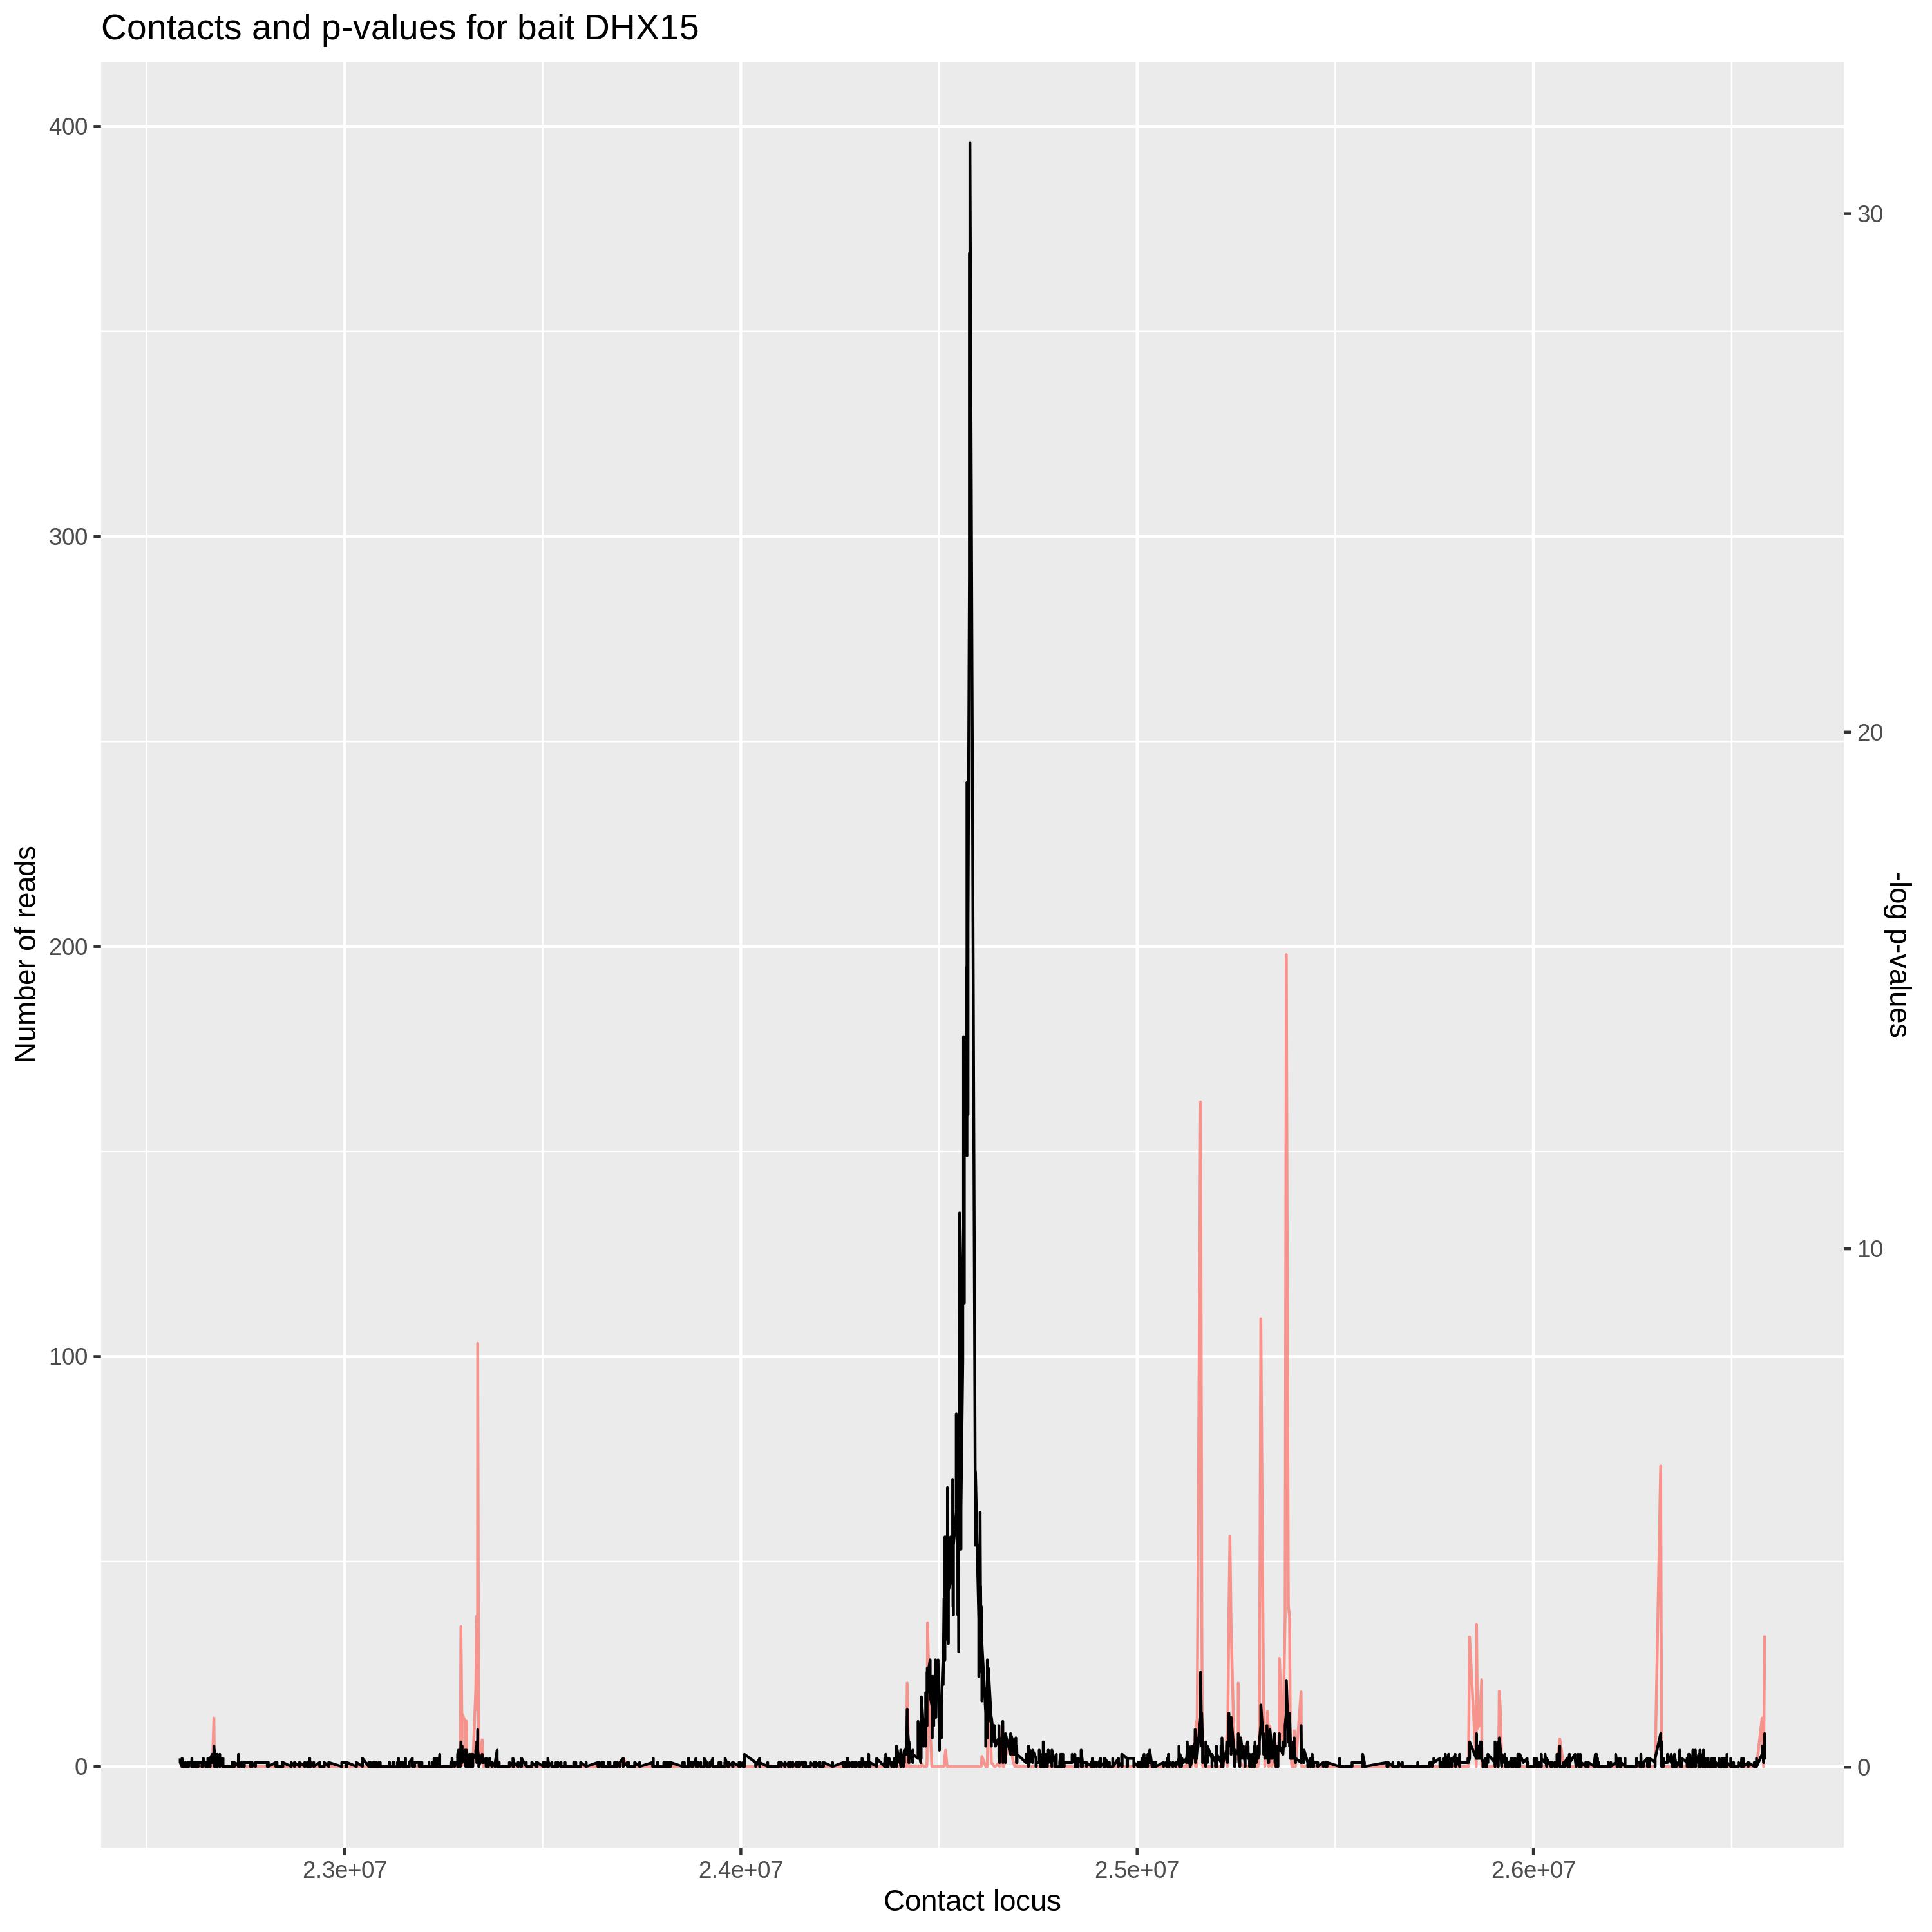 Contacts and p-values for bait DHX15
400
300
200
100
0
Number of reads
30
20
10
0
-log p-values
2.3e+07 2.4e+07 2.5e+07 2.6e+07
Contact locus